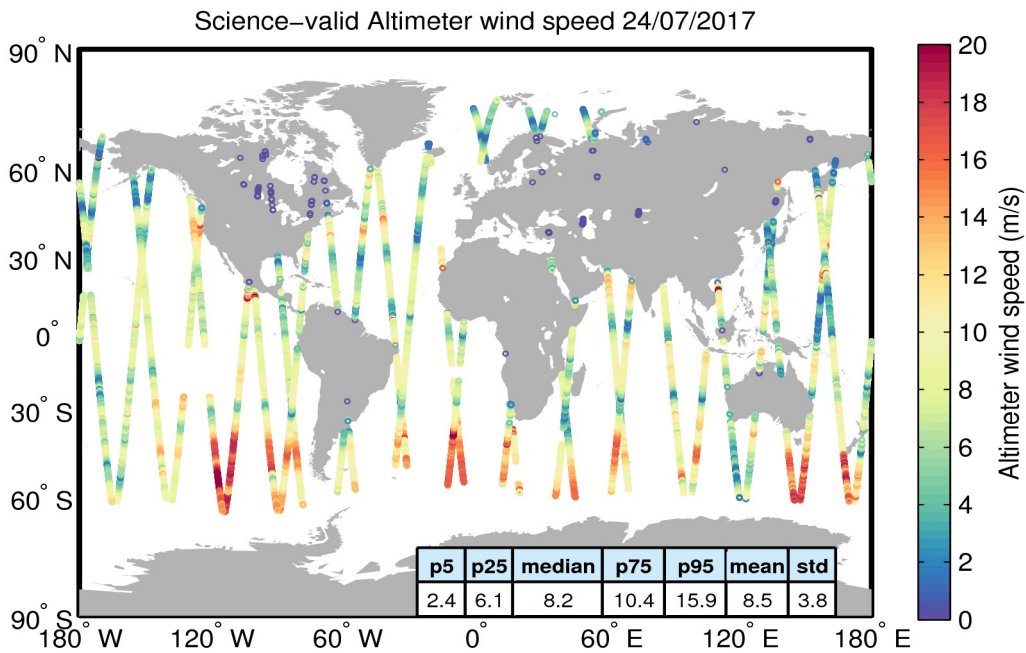 Science−valid Altimeter wind speed 24/07/2017
90° N
60° N
30° N
0°
30° S
60° S
90° S
180° W
120° W
60° W
0°
60° E
120° E
180° E
p5 p25 median p75 p95 mean std
2.4 6.1 8.2 10.4 15.9 8.5 3.8
20
18
16
14
12
10
8
6
4
2
0
Altimeter wind speed (m/s)